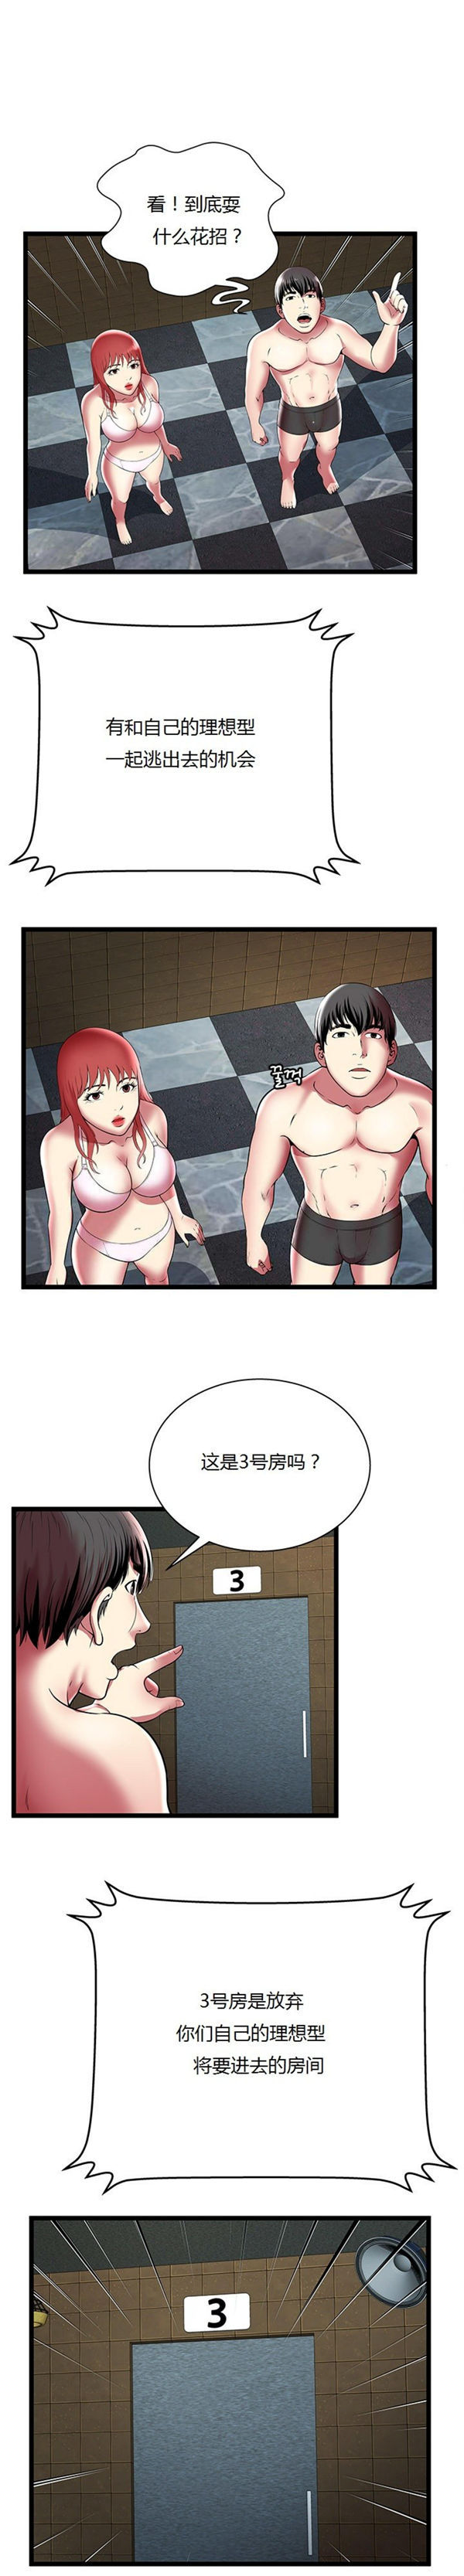 看！到底耍
什么花招？
有和自己的理想型
一起逃出去的机会
꿀꺽
这是3号房吗？
3
3号房是放弃
你们自己的理想型
将要进去的房间
3